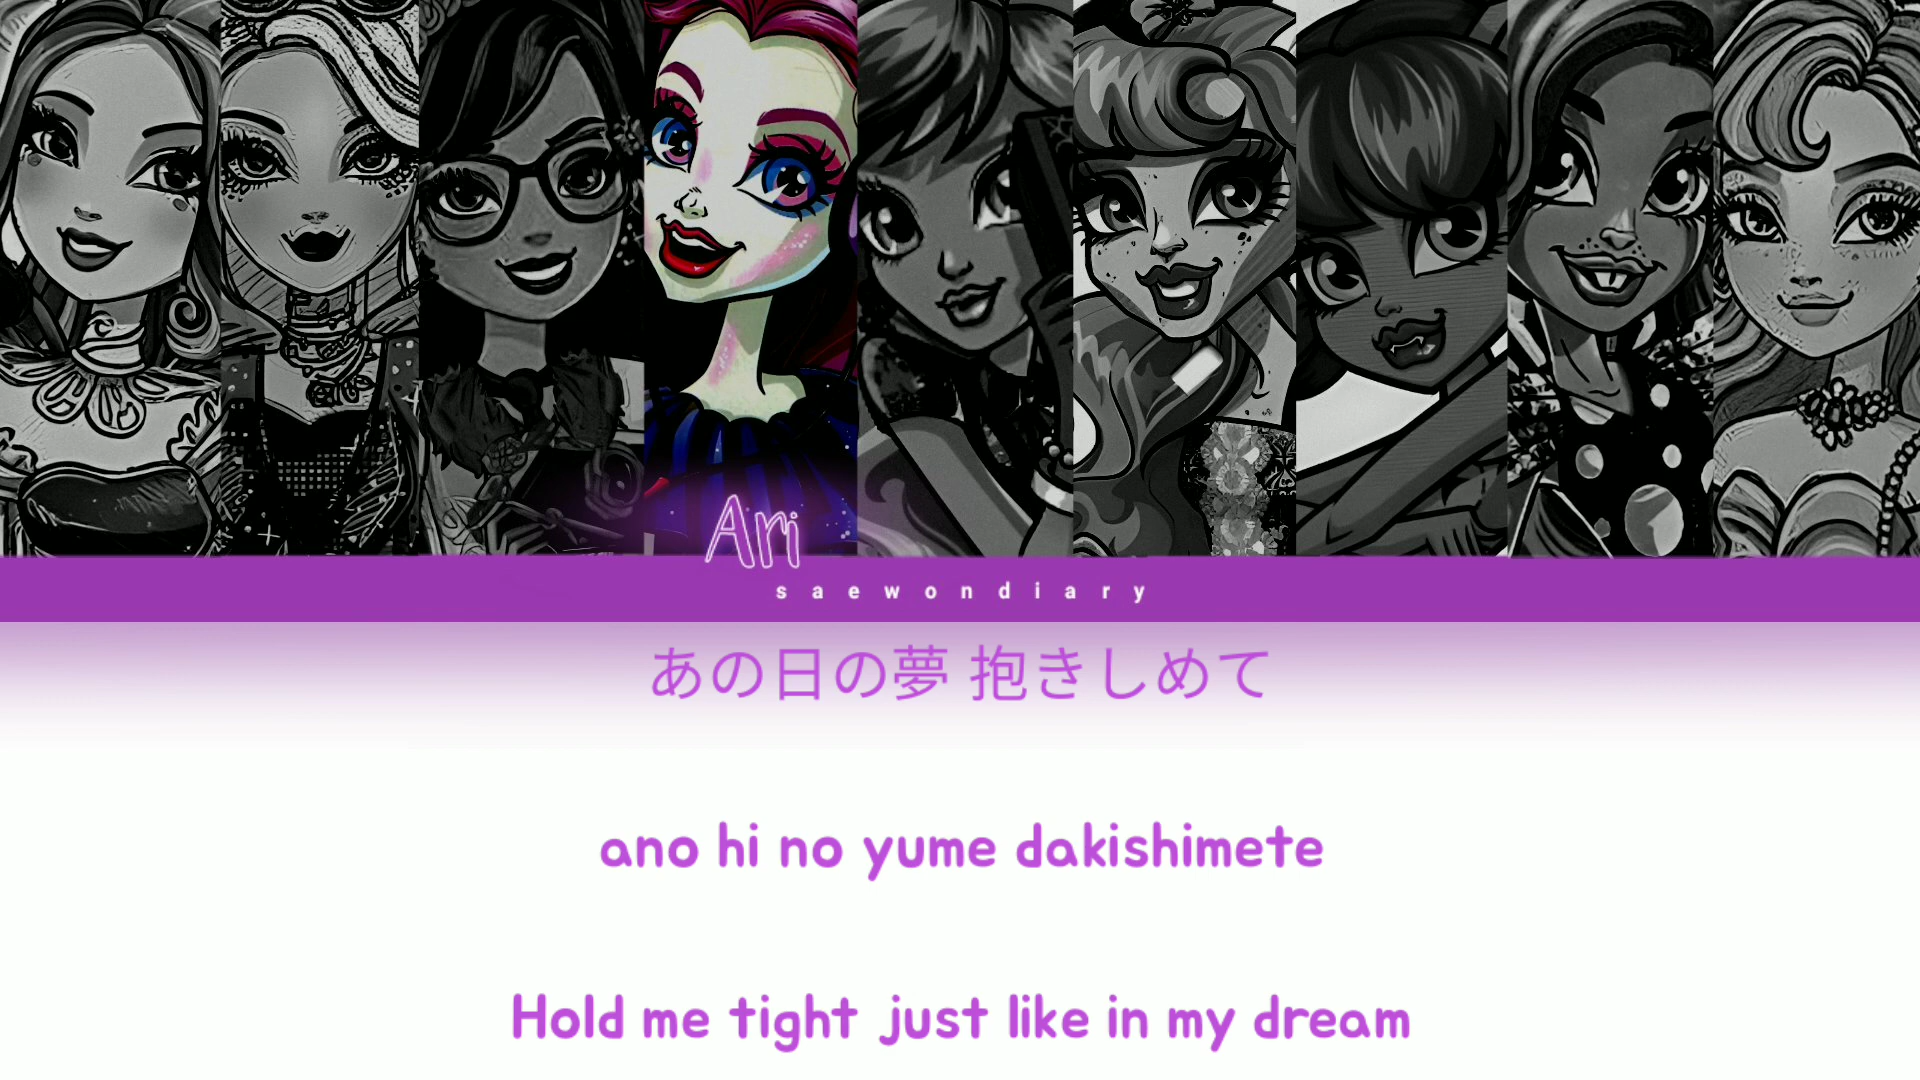 Ari
saewondiary
あの日の夢 抱きしめて
ano hi no yume dakishimete
Hold me tight just like in my dream